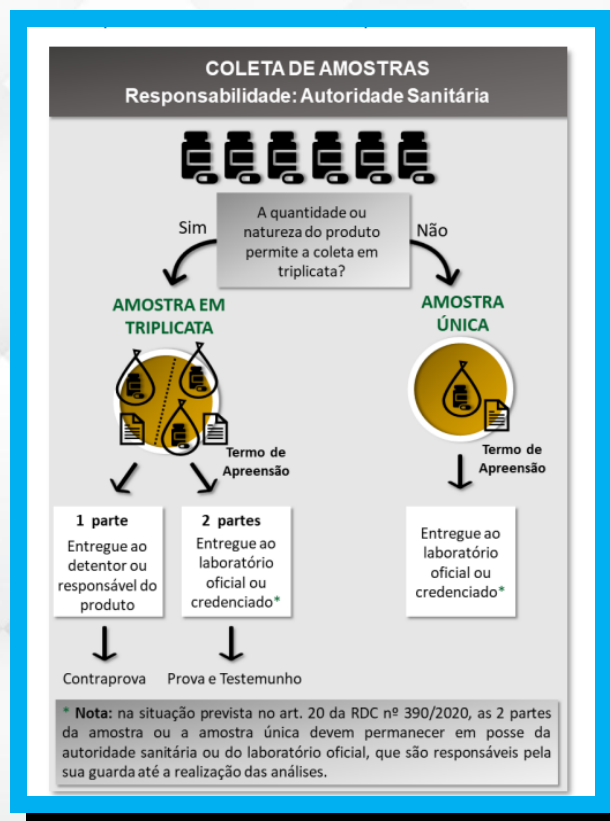 COLETA DE AMOSTRAS
Responsabilidade: Autoridade Sanitária
A quantidade ou
natureza do produto
permite a coleta em
triplicata?
Sim
Não
AMOSTRA EM
TRIPLICATA
AMOSTRA
ÚNICA
Termo de
Apreensão
Termo de
Apreensão
1 parte
Entregue ao
detentor ou
responsável do
produto
2 partes
Entregue ao
laboratório
oficial ou
credenciado*
Entregue ao
laboratório
oficial ou
credenciado*
Contraprova
Prova e Testemunho
* Nota: na situação prevista no art. 20 da RDC nº 390/2020, as 2 partes
da amostra ou a amostra única devem permanecer em posse da
autoridade sanitária ou do laboratório oficial, que são responsáveis pela
sua guarda até a realização das análises.